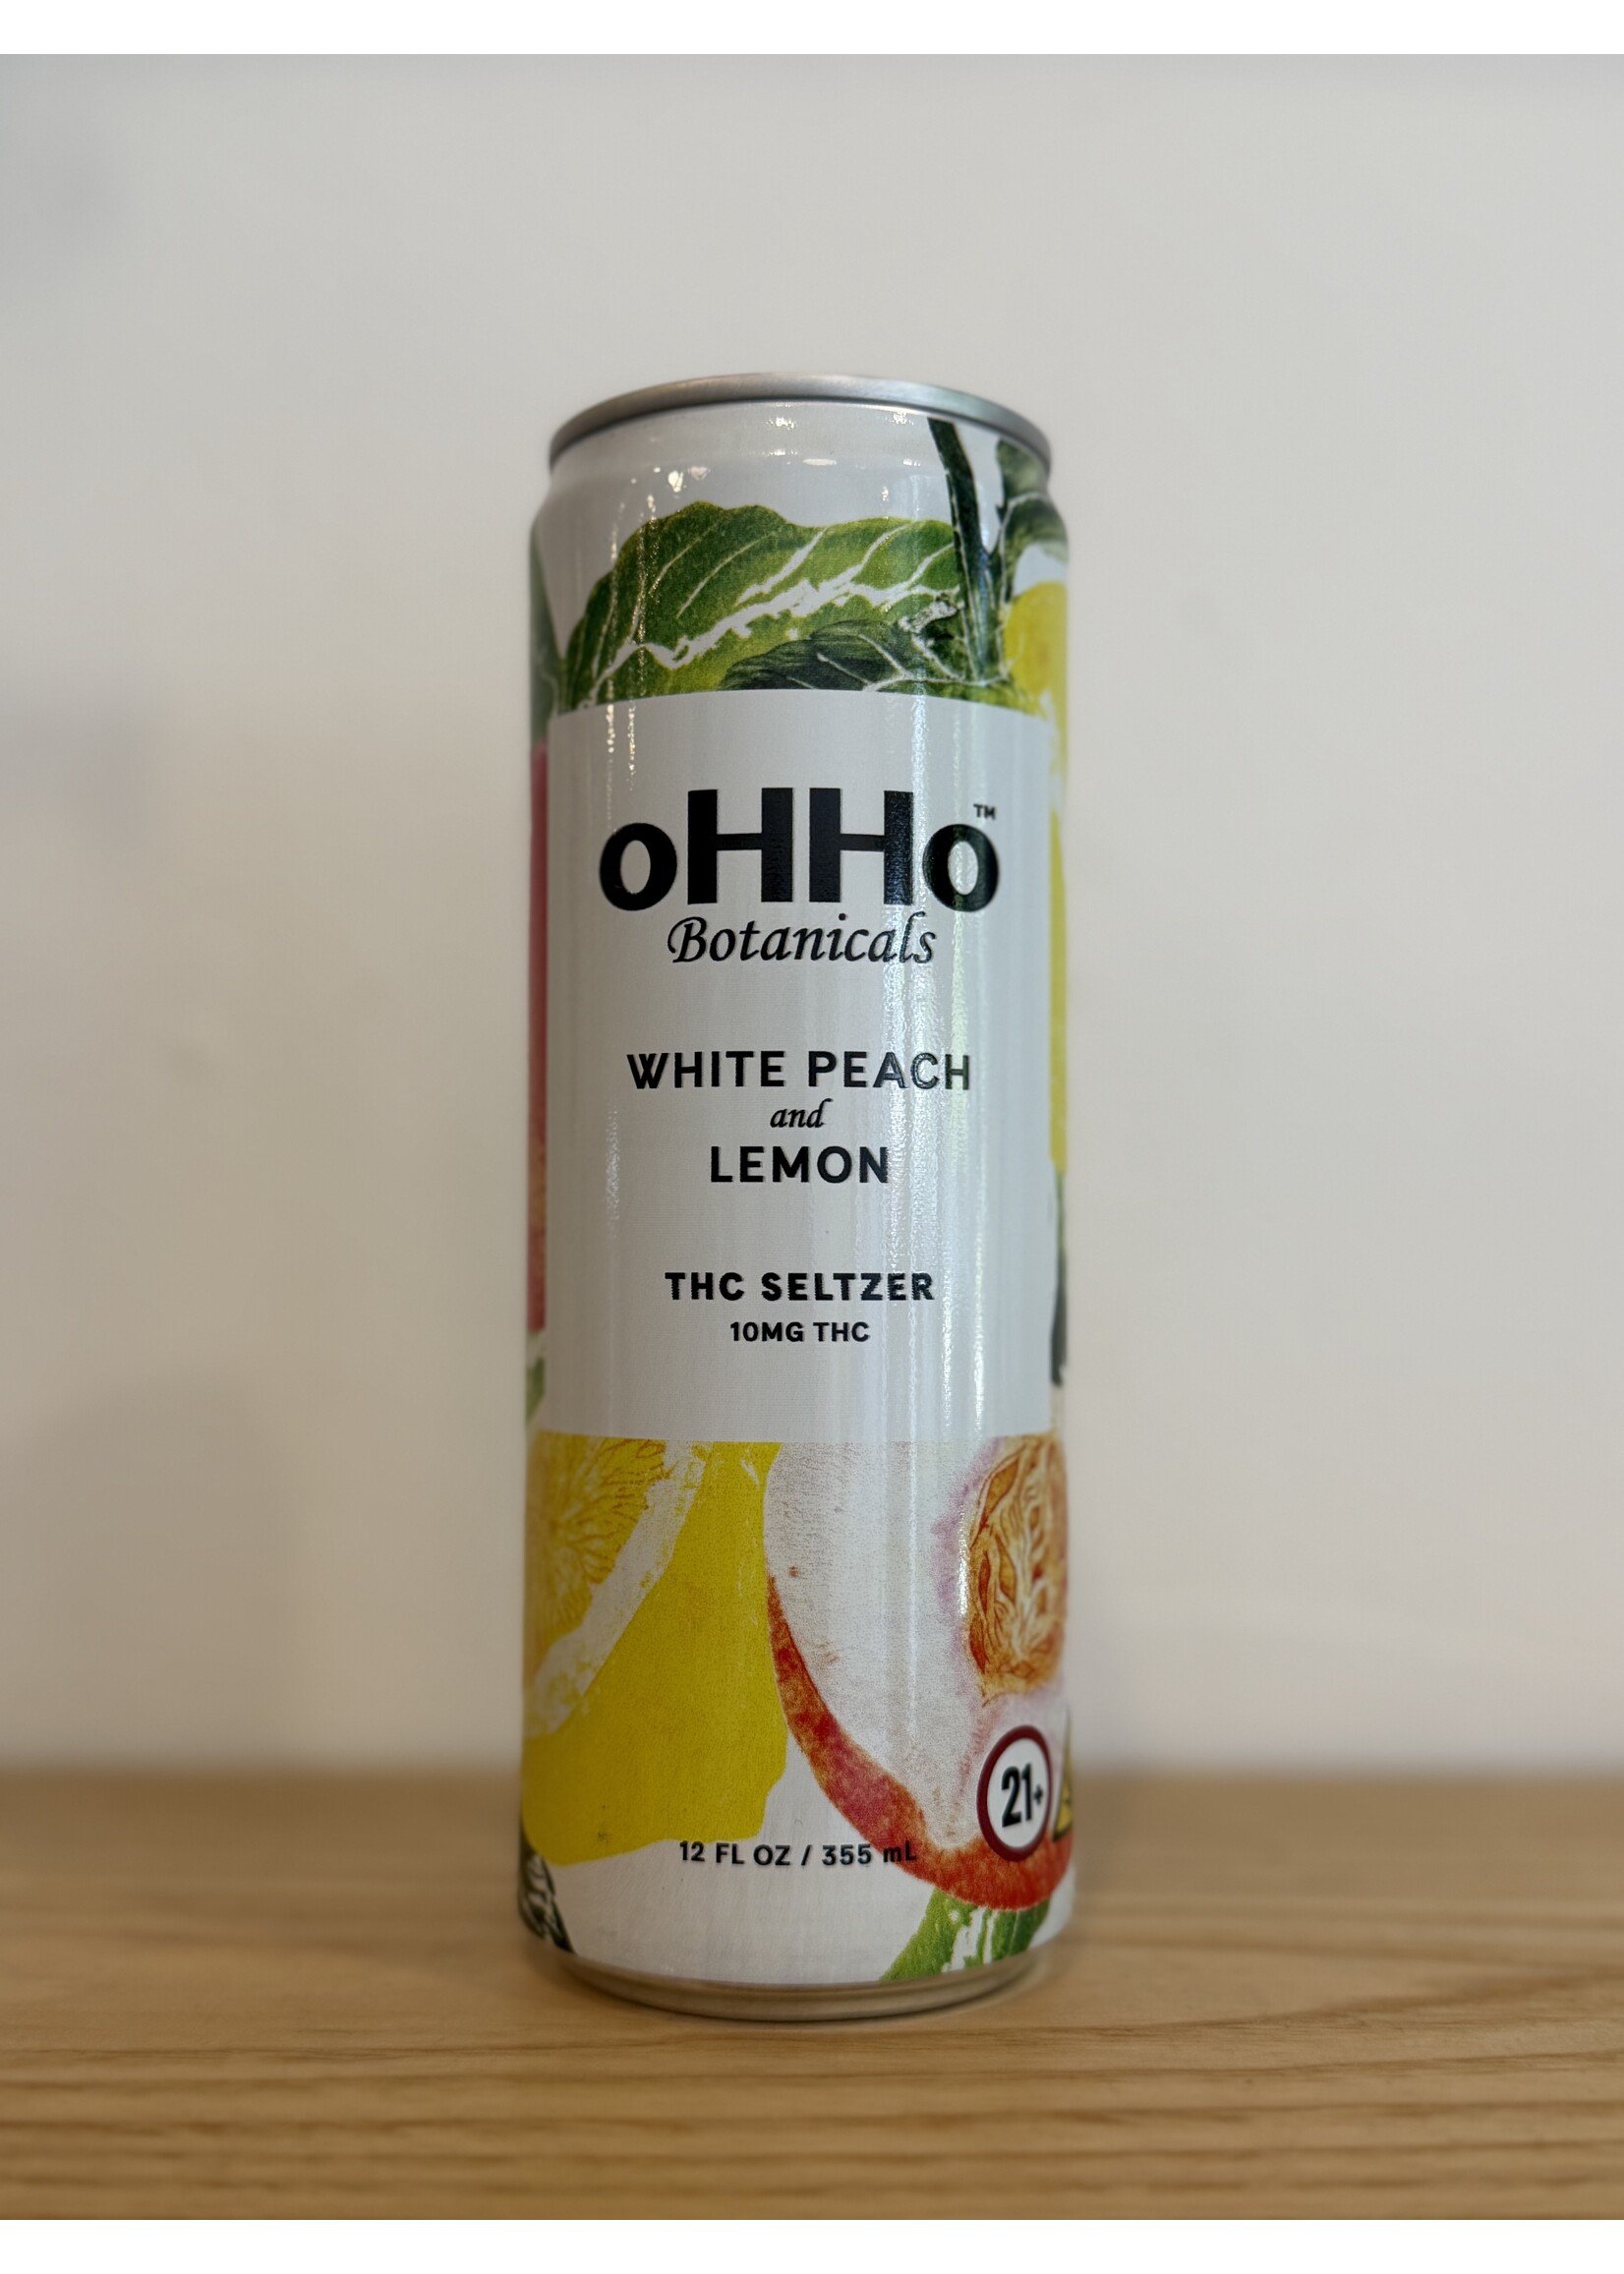 oHHo™
Botanicals
WHITE PEACH
and
LEMON
THC SELTZER
10MG THC
21+
12 FL OZ / 355 mL